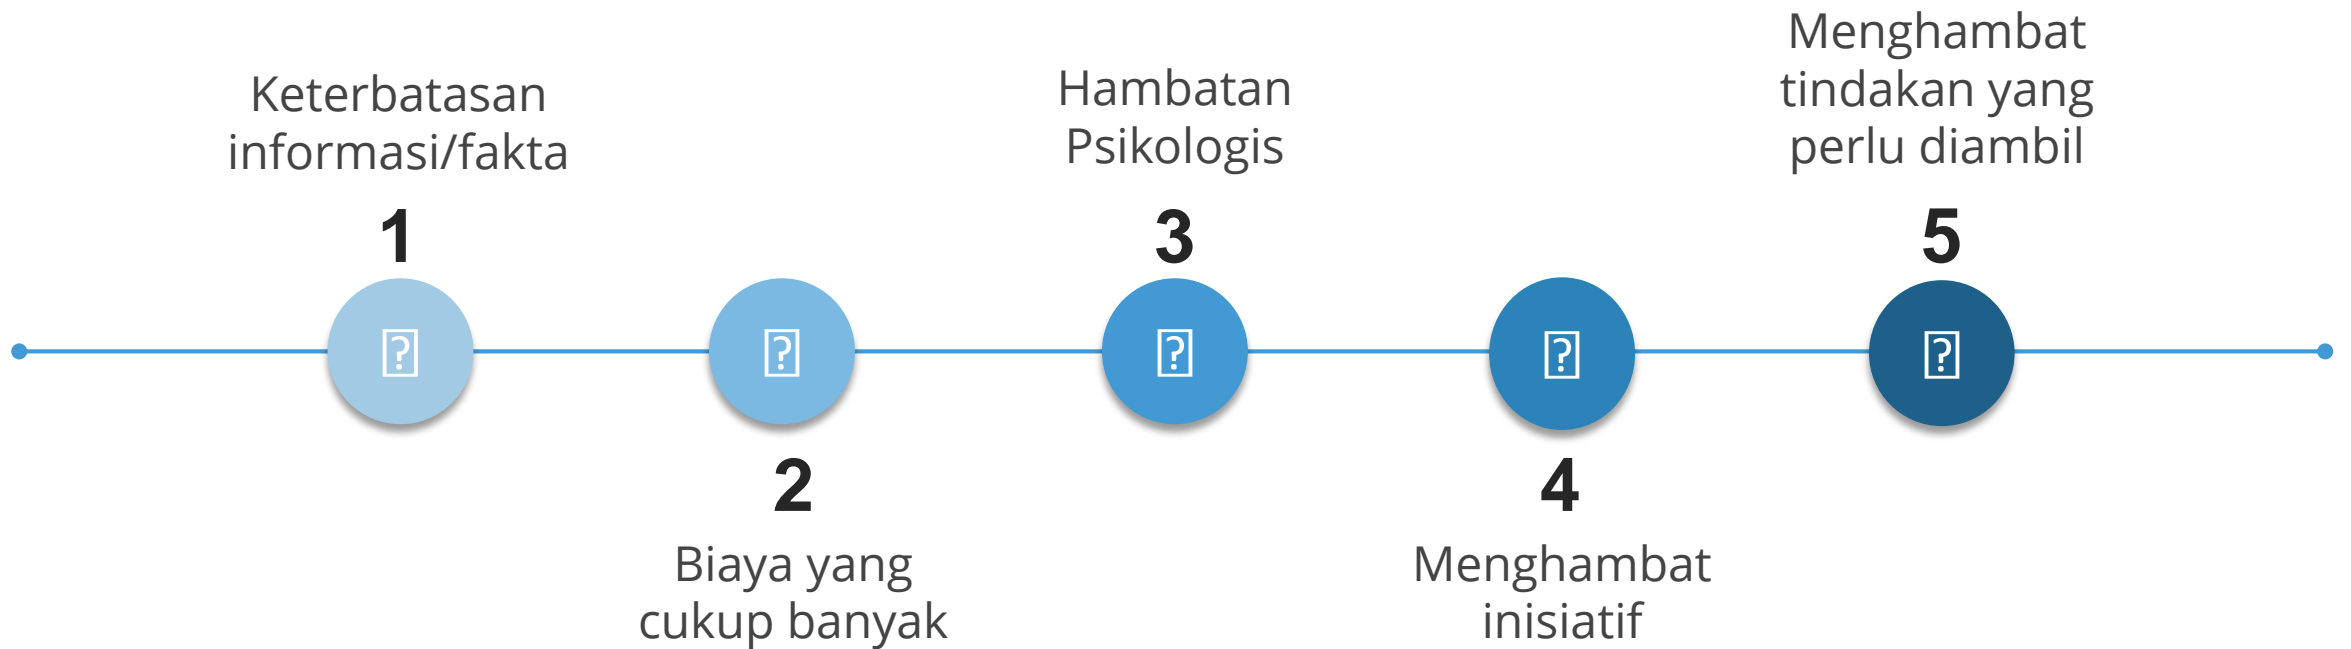 Keterbatasan
informasi/fakta
1
2
Biaya yang
cukup banyak
Hambatan
Psikologis
3
4
Menghambat
inisiatif
Menghambat
tindakan yang
perlu diambil
5